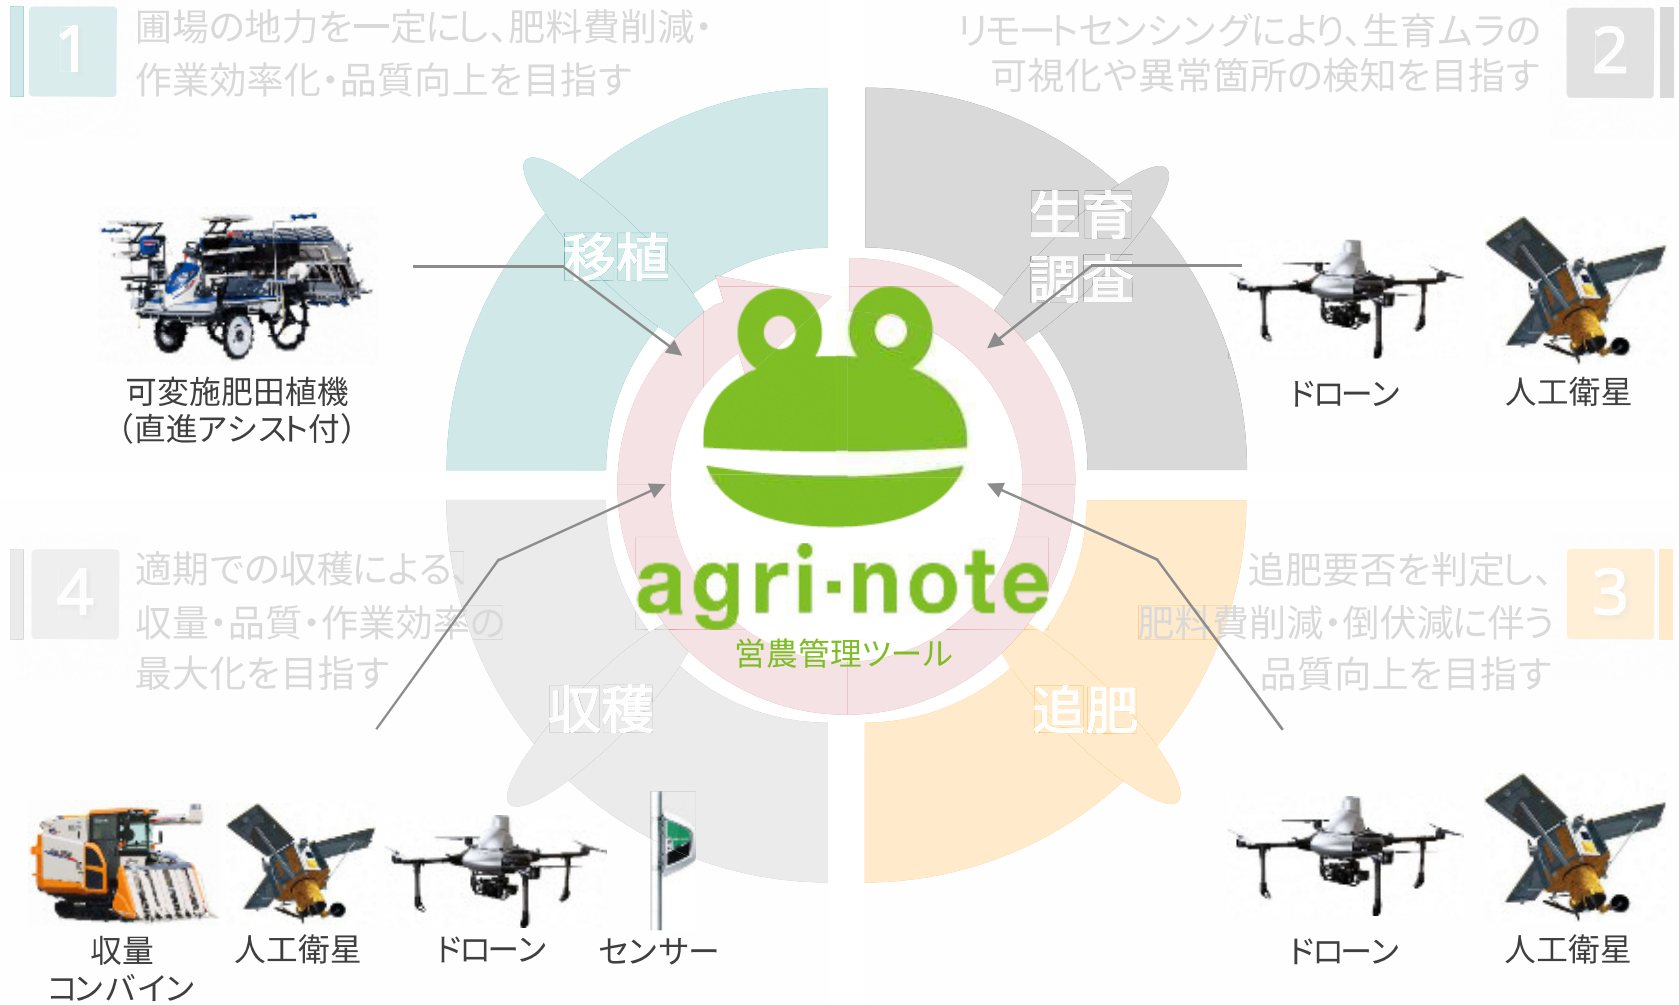 1
圃場の地力を一定にし、肥料費削減・
作業効率化・品質向上を目指す
リモートセンシングにより、生育ムラの
可視化や異常箇所の検知を目指す
2
移植
生育
調査
可変施肥田植機
（直進アシスト付）
ドローン
人工衛星
agri-note
営農管理ツール
4
適期での収穫による、
収量・品質・作業効率の
最大化を目指す
追肥要否を判定し、
肥料費削減・倒伏減に伴う
品質向上を目指す
3
収穫
追肥
収量
コンバイン
人工衛星
ドローン
センサー
ドローン
人工衛星